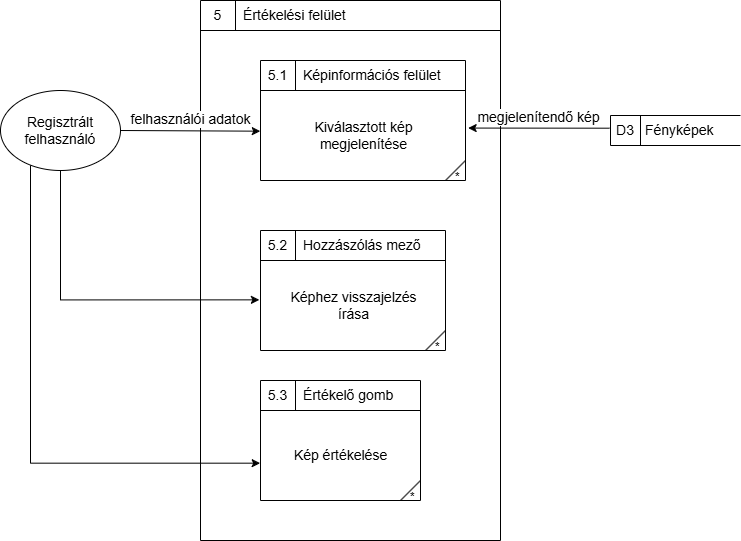 5 Értékelési felület
5.1 Képinformációs felület
Kiválasztott kép
megjelenítése
*
Regisztrált
felhasználó
felhasználói adatok
megjelenítendő kép
D3 Fényképek
5.2 Hozzászólás mező
Képhez visszajelzés
írása
*
5.3 Értékelő gomb
Kép értékelése
*